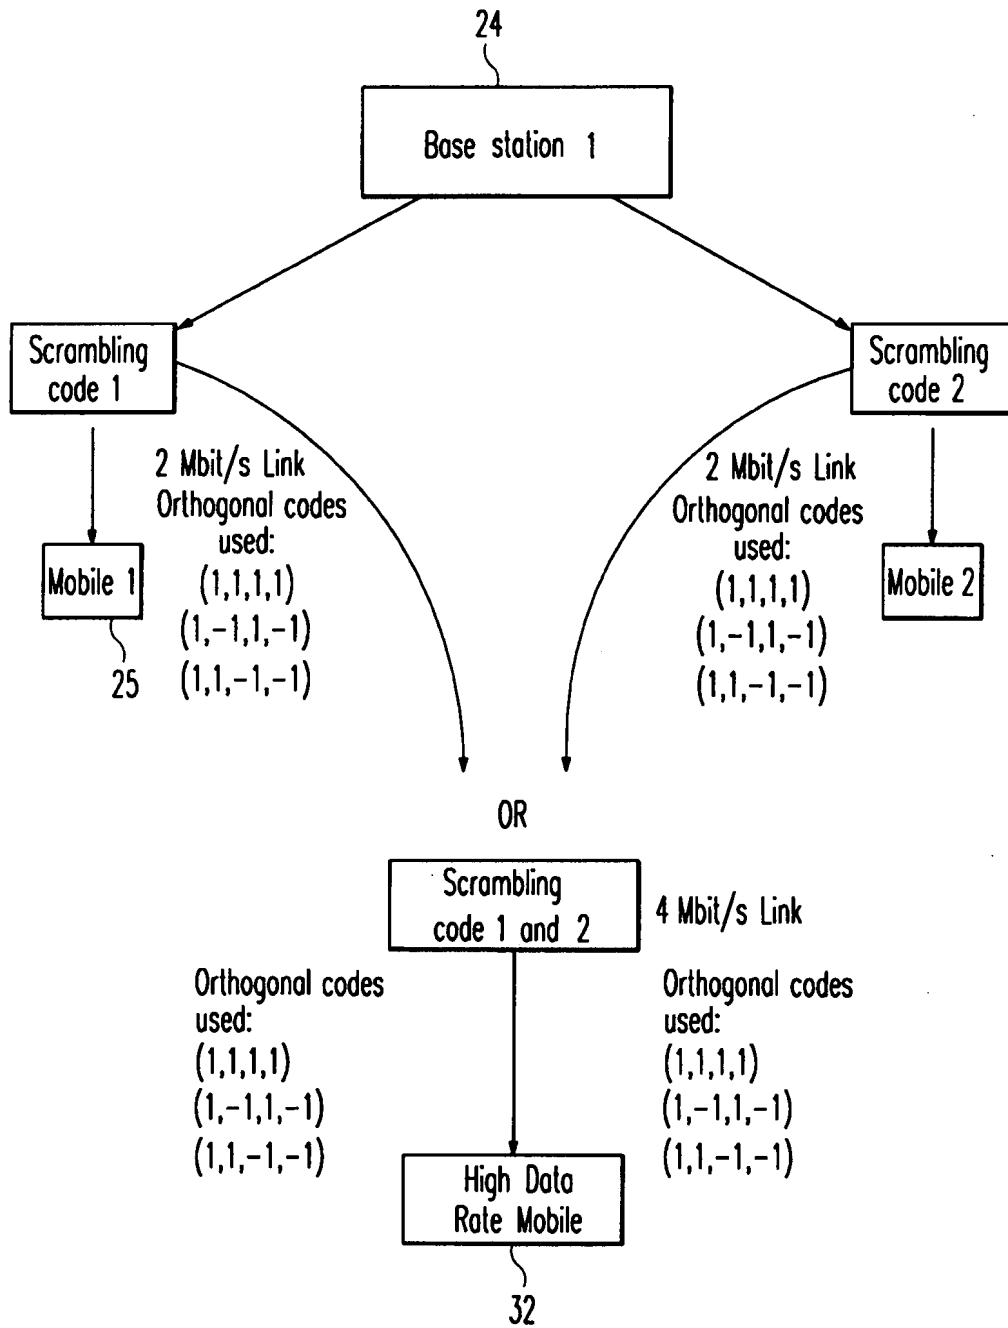 24
Base station 1
Scrambling
code 1
Scrambling
code 2
2 Mbit/s Link
Orthogonal codes
used:
(1,1,1,1)
(1,-1,1,-1)
(1,1,-1,-1)
2 Mbit/s Link
Orthogonal codes
used:
(1,1,1,1)
(1,-1,1,-1)
(1,1,-1,-1)
Mobile 1
25
Mobile 2
OR
Scrambling
code 1 and 2
4 Mbit/s Link
Orthogonal codes
used:
(1,1,1,1)
(1,-1,1,-1)
(1,1,-1,-1)
Orthogonal codes
used:
(1,1,1,1)
(1,-1,1,-1)
(1,1,-1,-1)
High Data
Rate Mobile
32